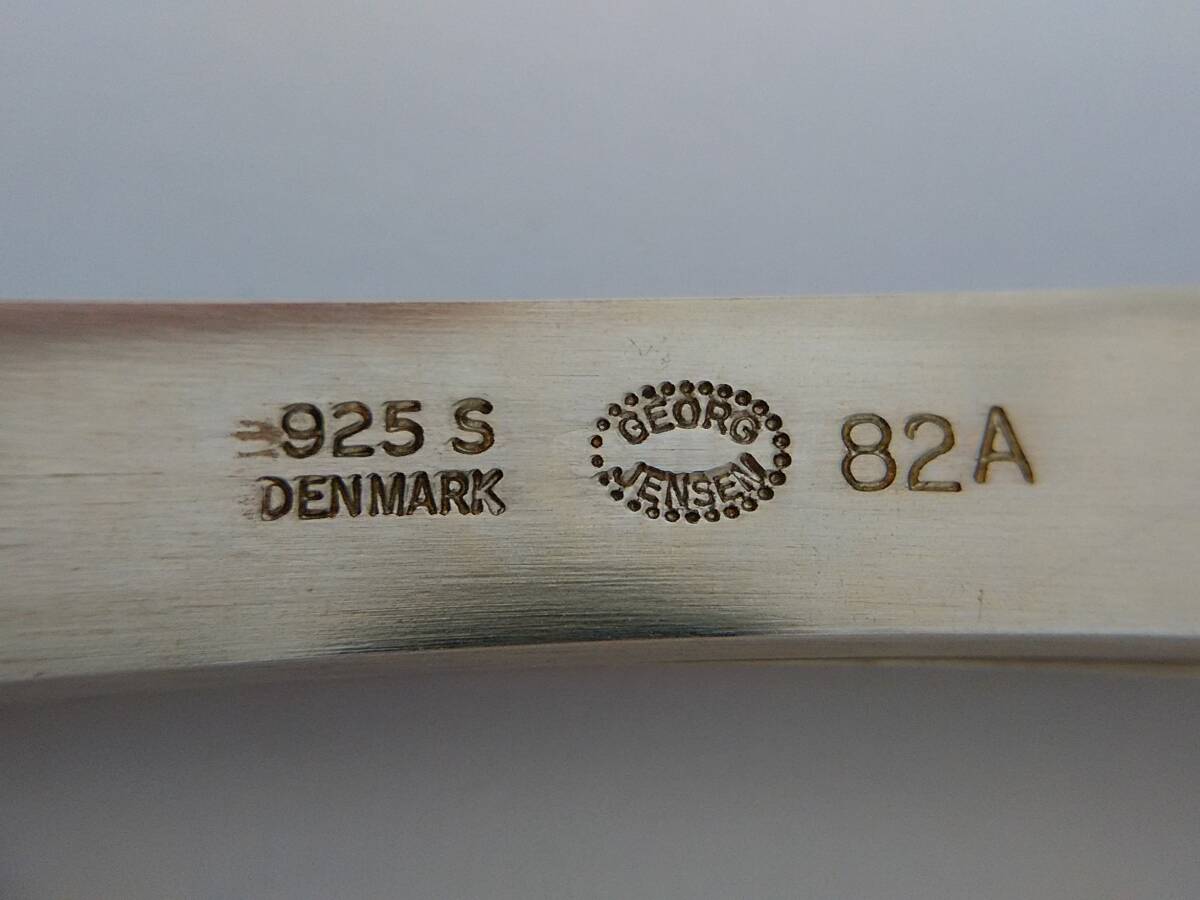 925 S
DENMARK
GEORG
JENSEN
82A